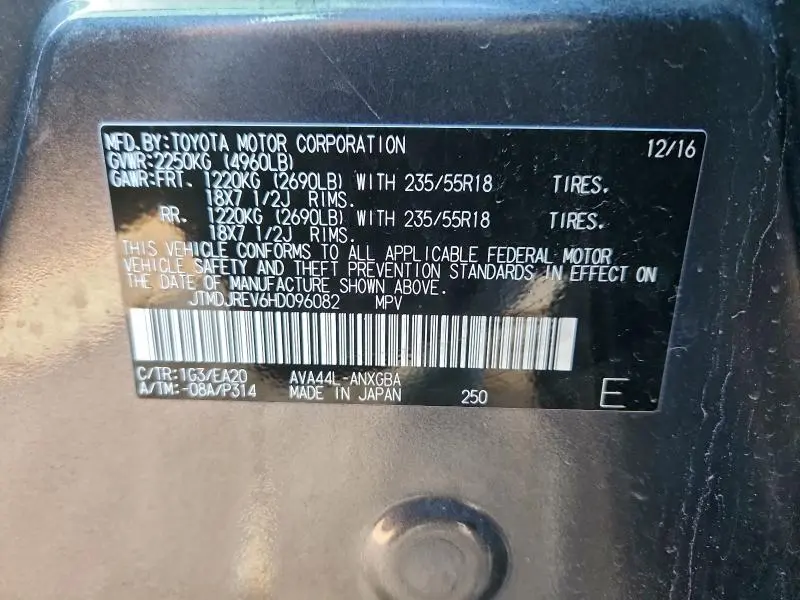 MFD.BY:TOYOTA MOTOR CORPORATION 12/16
GVWR:2250KG (4960LB)
GAWR:FRT. 1220KG (2690LB) WITH 235/55R18 TIRES.
18X7 1/2J RIMS.
RR. 1220KG (2690LB) WITH 235/55R18 TIRES.
18X7 1/2J RIMS.
THIS VEHICLE CONFORMS TO ALL APPLICABLE FEDERAL MOTOR
VEHICLE SAFETY AND THEFT PREVENTION STANDARDS IN EFFECT ON
THE DATE OF MANUFACTURE SHOWN ABOVE.
JTMDJREV6HD096082 MPV
C/TR:1G3/EA20 AVA44L-ANXGBA
A/TM:-08A/P314 MADE IN JAPAN 250 E